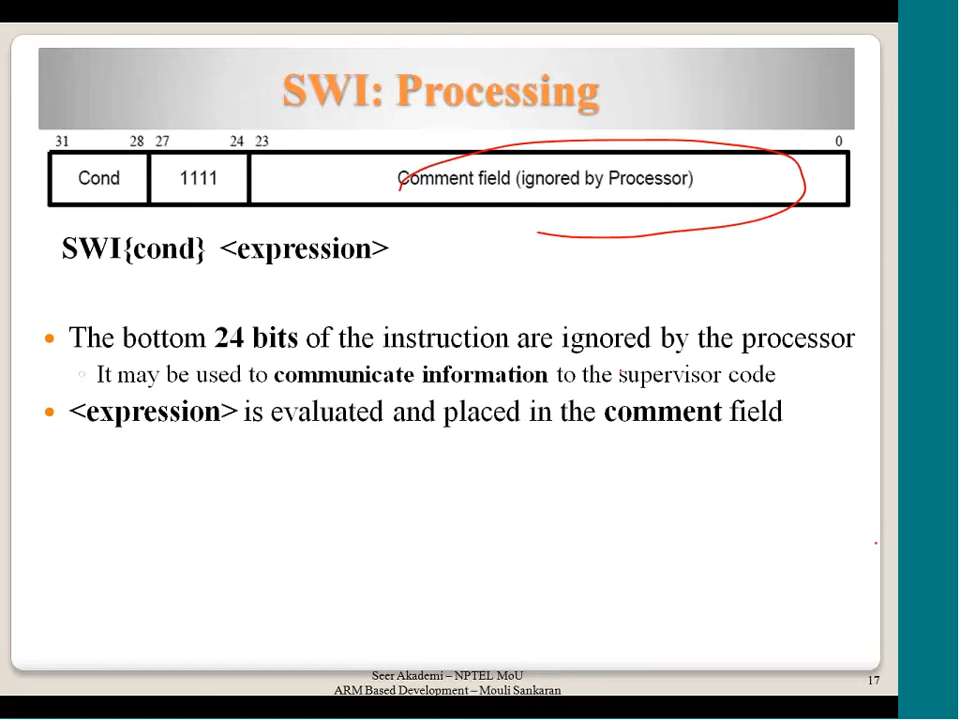 SWI: Processing
31 28 27 24 23 0
Cond 1111 Comment field (ignored by Processor)
SWI{cond} <expression>
• The bottom 24 bits of the instruction are ignored by the processor
◦ It may be used to communicate information to the supervisor code
• <expression> is evaluated and placed in the comment field
Seer Akademi – NPTEL MoU
ARM Based Development – Mouli Sankaran
17